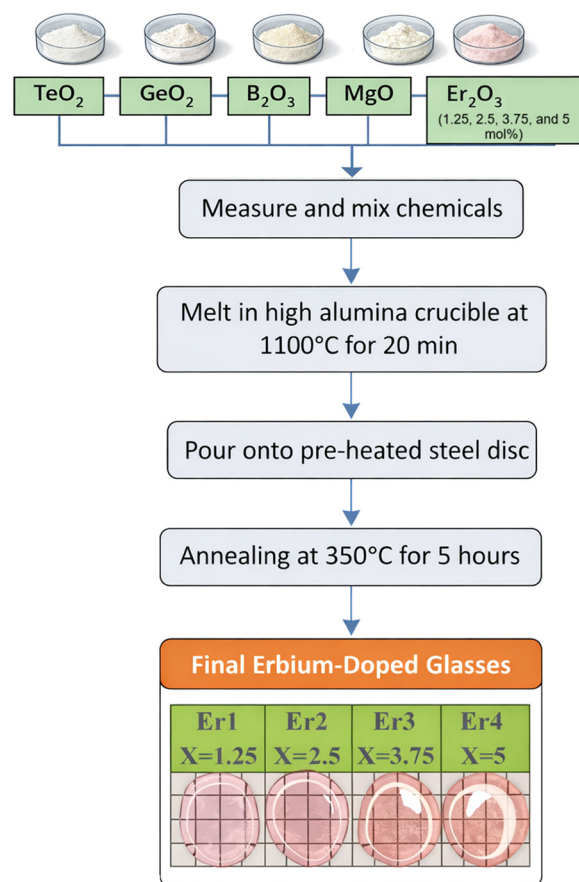 TeO₂
GeO₂
B₂O₃
MgO
Er₂O₃
(1.25, 2.5, 3.75, and 5
mol%)
Measure and mix chemicals
Melt in high alumina crucible at
1100°C for 20 min
Pour onto pre-heated steel disc
Annealing at 350°C for 5 hours
Final Erbium-Doped Glasses
Er1 Er2 Er3 Er4
X=1.25 X=2.5 X=3.75 X=5